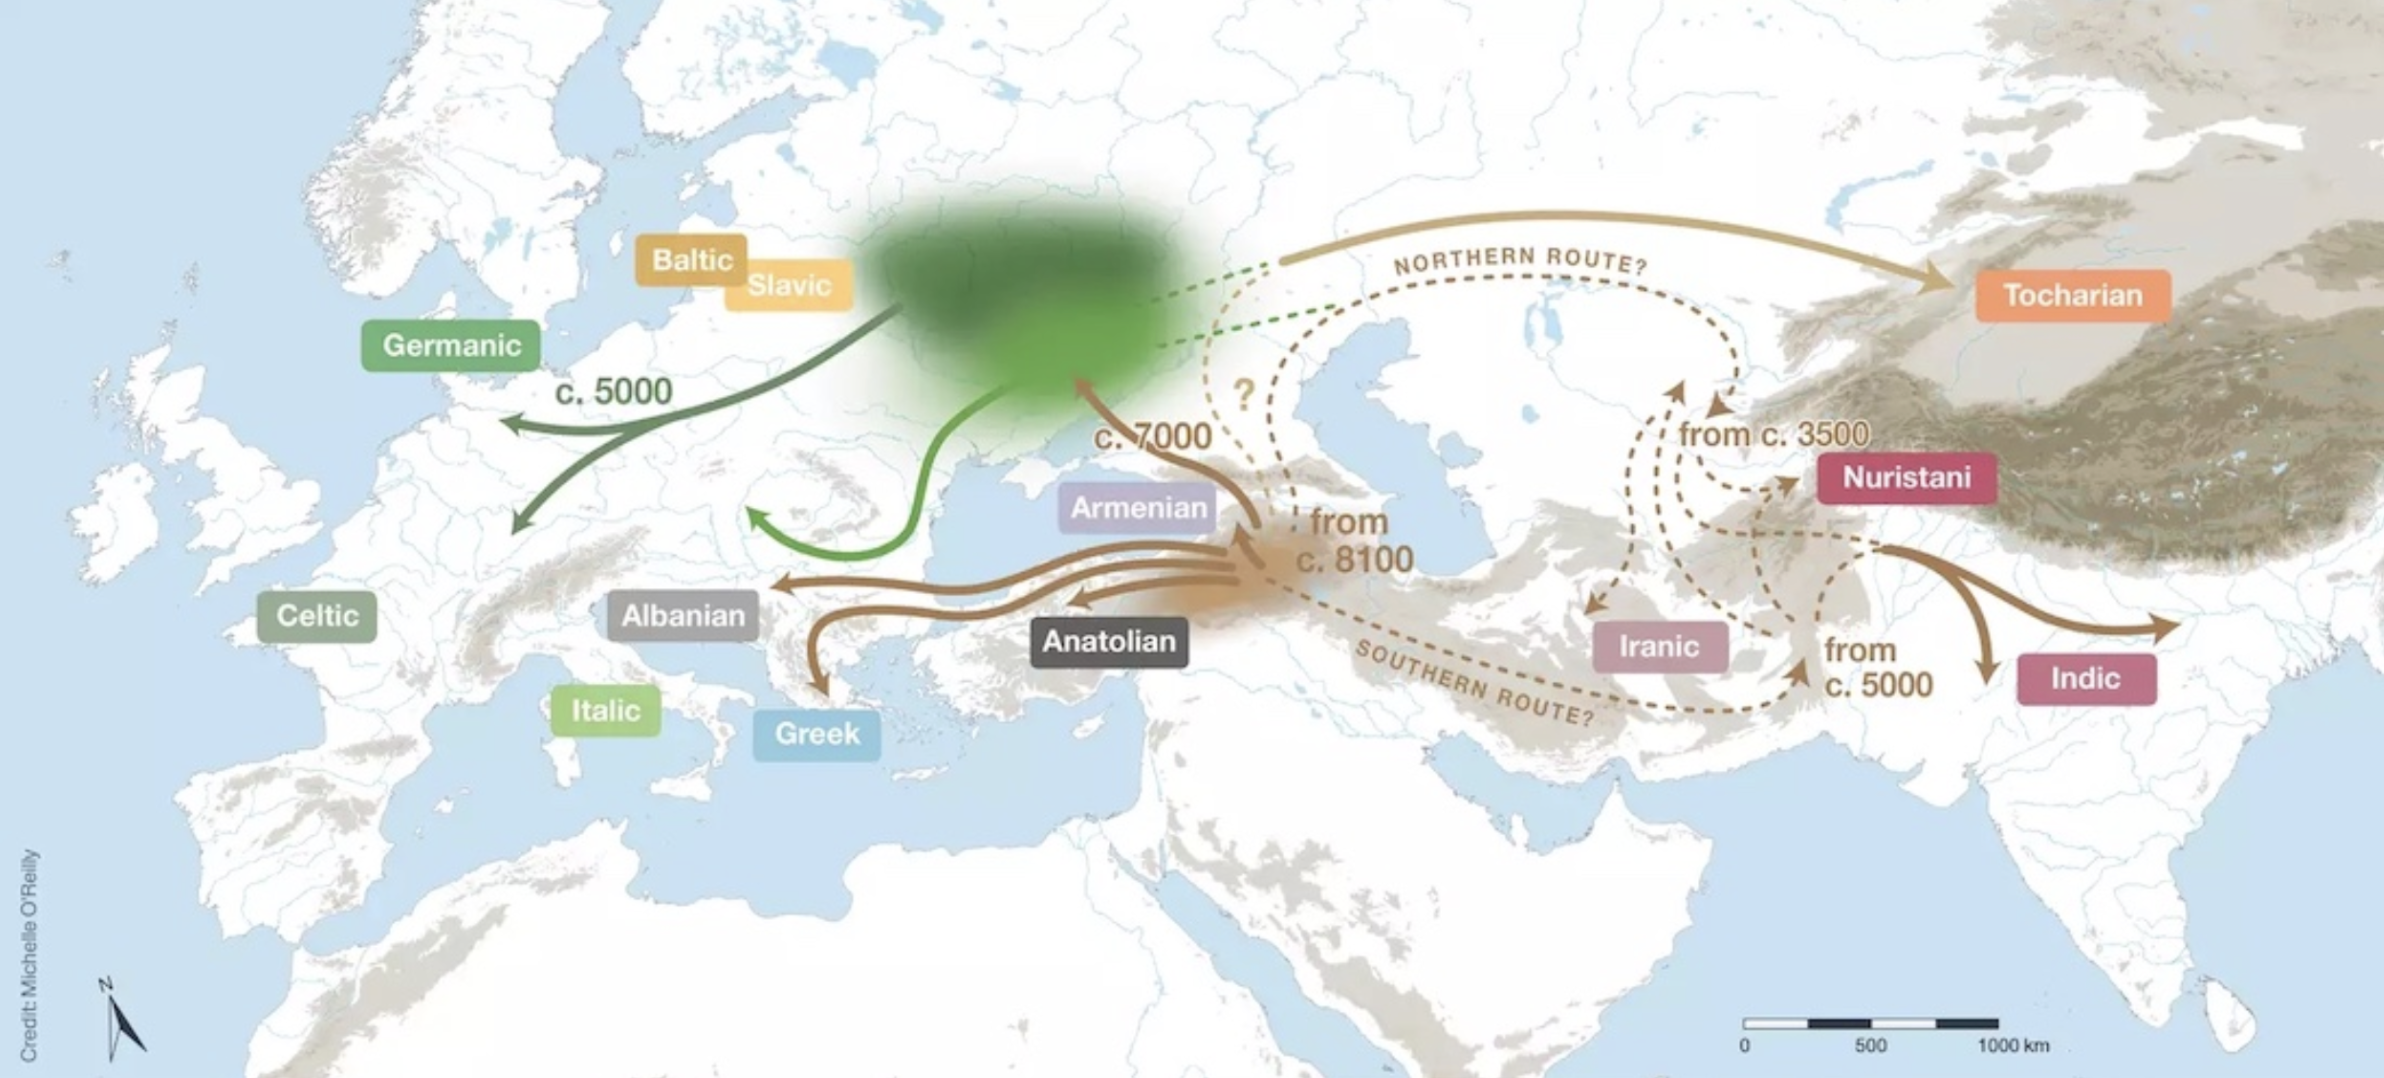 Baltic
Slavic
Germanic
c. 5000
NORTHERN ROUTE?
Tocharian
?
c. 7000
from c. 3500
Nuristani
Armenian
from
c. 8100
Celtic
Albanian
Anatolian
Iranic
SOUTHERN ROUTE?
from
c. 5000
Indic
Italic
Greek
Credit: Michelle O'Reilly
N
0 500 1000 km